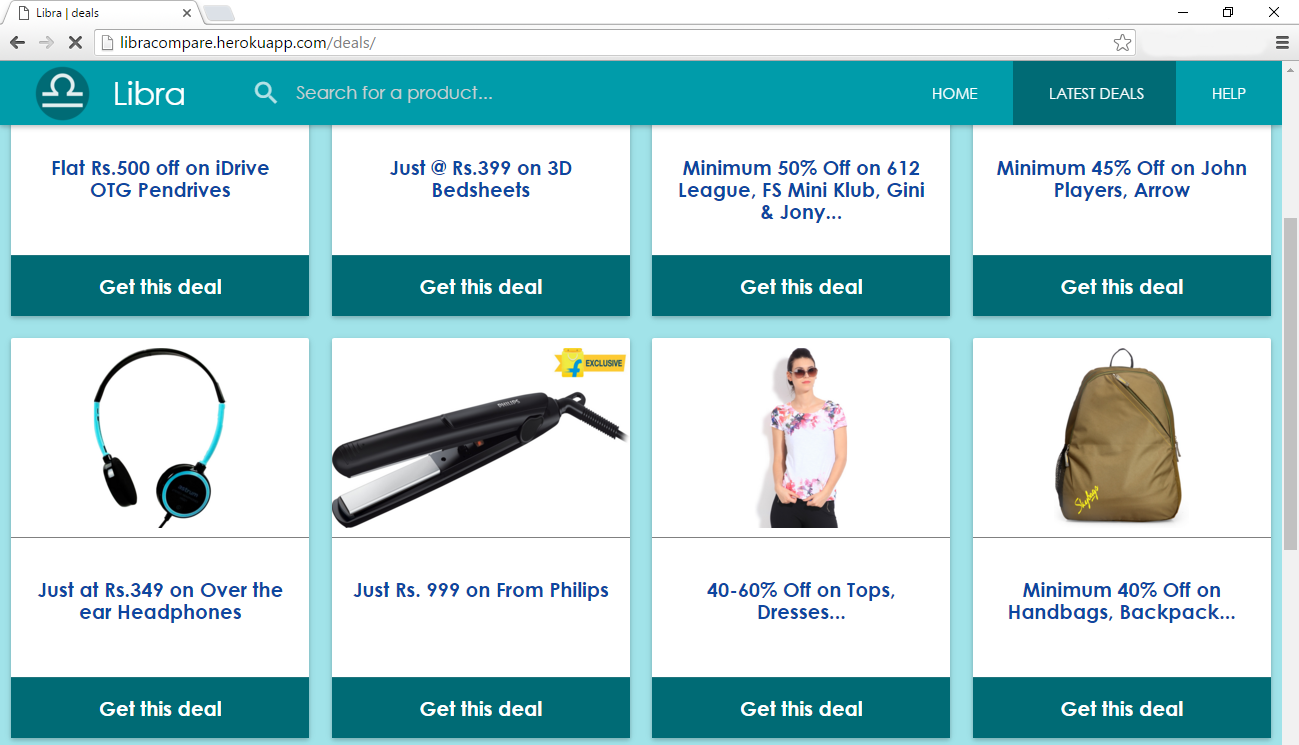 Libra | deals
libracompare.herokuapp.com/deals/
Libra
Search for a product...
HOME
LATEST DEALS
HELP
Flat Rs.500 off on iDrive
OTG Pendrives
Just @ Rs.399 on 3D
Bedsheets
Minimum 50% Off on 612
League, FS Mini Klub, Gini
& Jony...
Minimum 45% Off on John
Players, Arrow
Get this deal
Get this deal
Get this deal
Get this deal
EXCLUSIVE
PHILIPS
Skybags
Just at Rs.349 on Over the
ear Headphones
Just Rs. 999 on From Philips
40-60% Off on Tops,
Dresses...
Minimum 40% Off on
Handbags, Backpack...
Get this deal
Get this deal
Get this deal
Get this deal